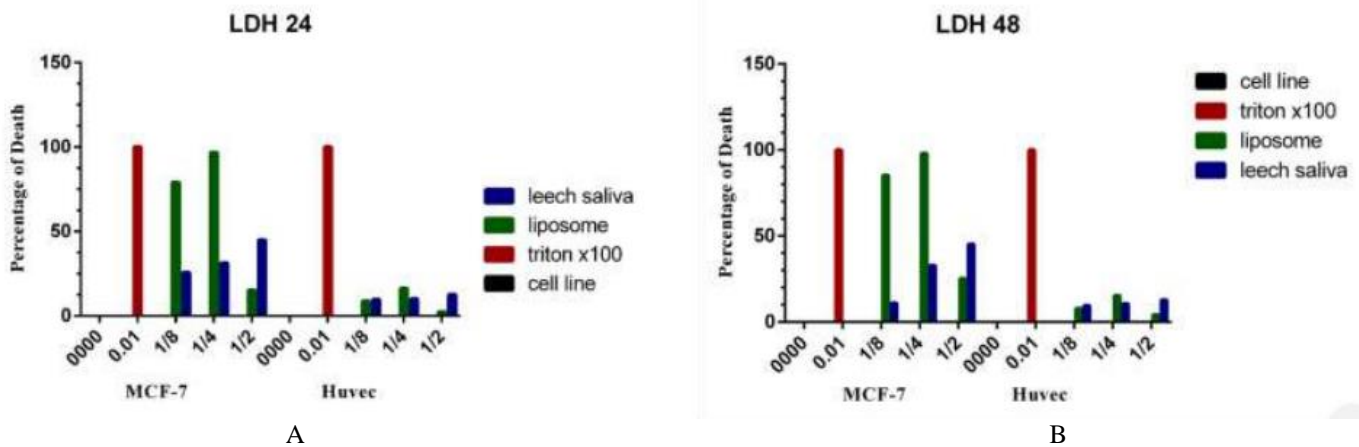 LDH 24
Percentage of Death
150
100
50
0
0000 0.01 1/8 1/4 1/2 0000 0.01 1/8 1/4 1/2
MCF-7 Huvec
leech saliva
liposome
triton x100
cell line
A
LDH 48
Percentage of Death
150
100
50
0
0000 0.01 1/8 1/4 1/2 0000 0.01 1/8 1/4 1/2
MCF-7 Huvec
cell line
triton x100
liposome
leech saliva
B